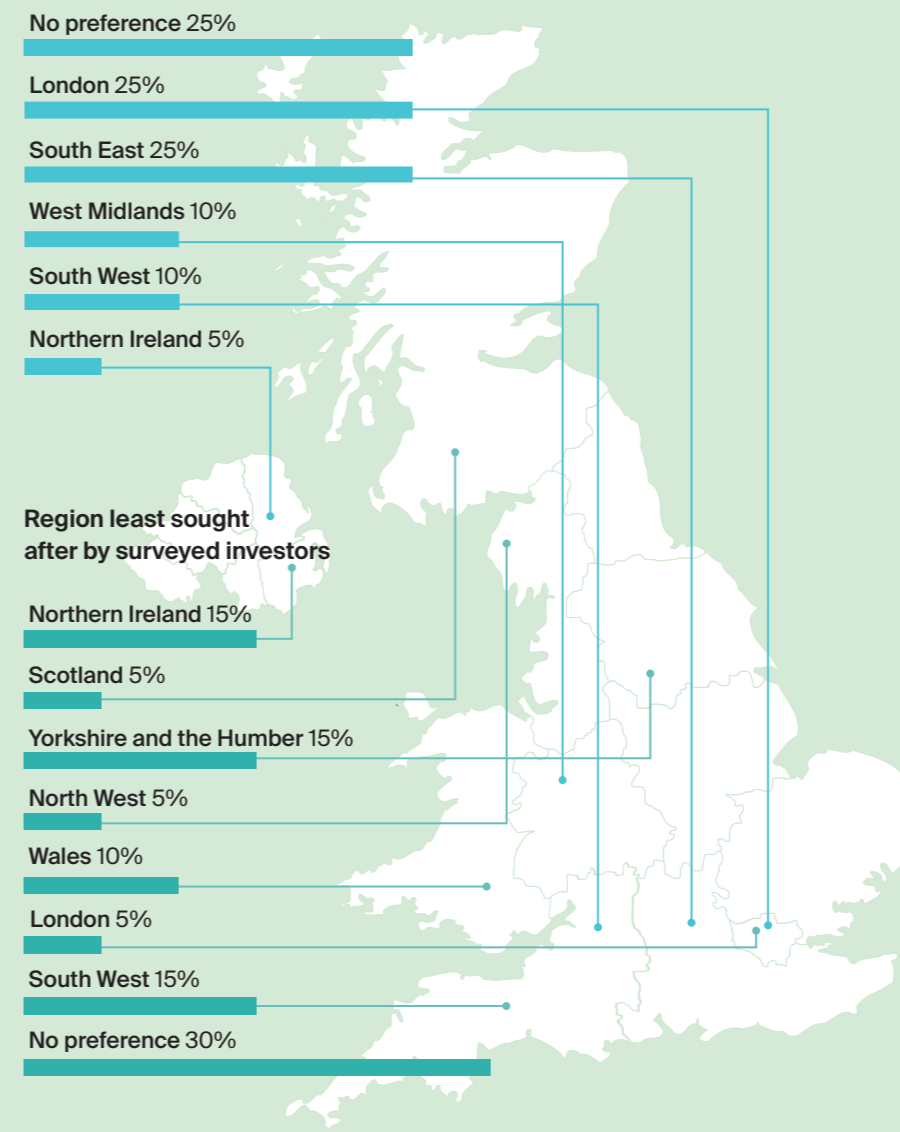 No preference 25%
London 25%
South East 25%
West Midlands 10%
South West 10%
Northern Ireland 5%
Region least sought
after by surveyed investors
Northern Ireland 15%
Scotland 5%
Yorkshire and the Humber 15%
North West 5%
Wales 10%
London 5%
South West 15%
No preference 30%